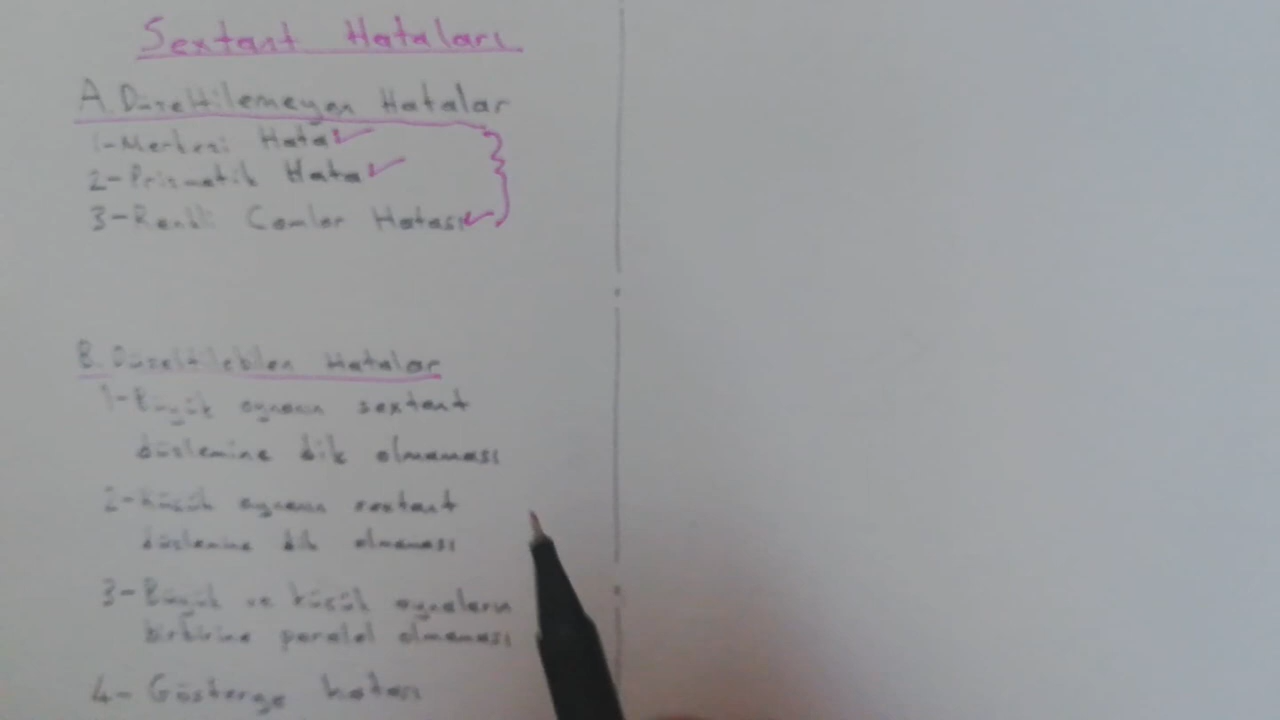 Sextant Hataları
A. Düzeltilemeyen Hatalar
1-Merkezi Hata
2-Prizmatik Hata
3-Renkli Camlar Hatası
B. Düzeltilebilen Hatalar
1-Büyük aynanın sextant
düzlemine dik olmaması
2-Küçük aynanın sextant
düzlemine dik olmaması
3-Büyük ve küçük aynaların
birbirine paralel olmaması
4- Gösterge hatası